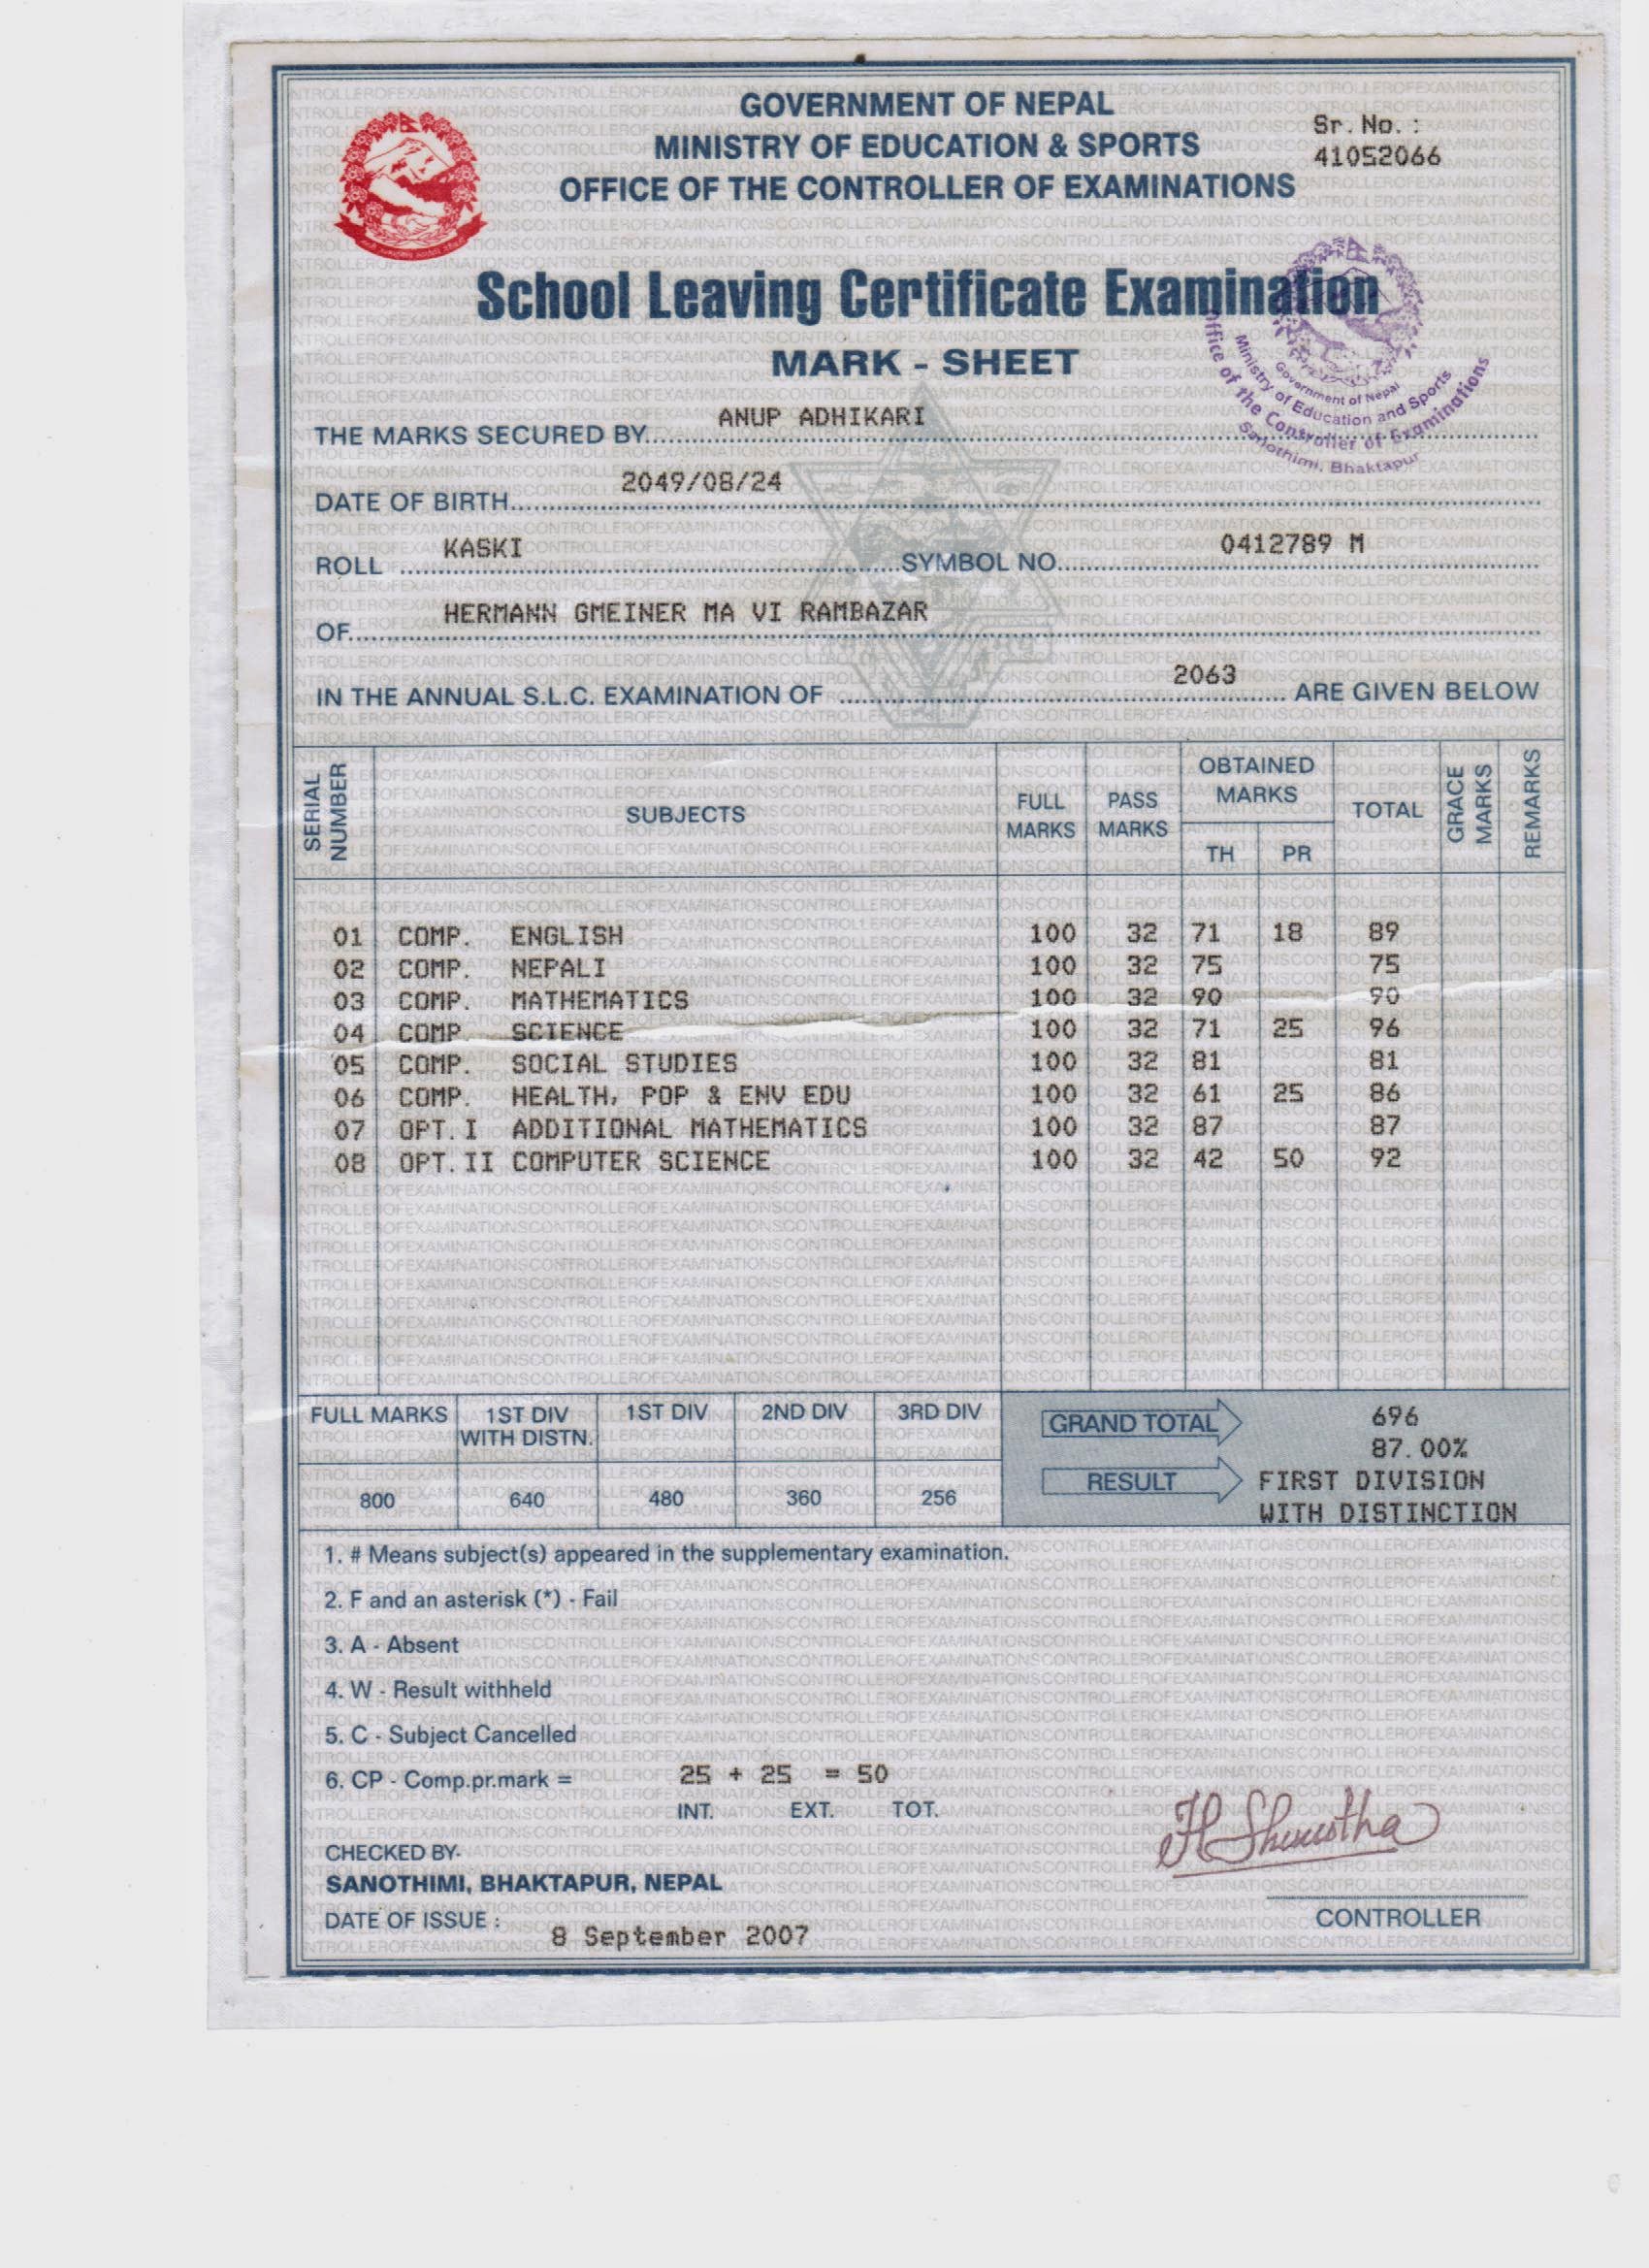 GOVERNMENT OF NEPAL
MINISTRY OF EDUCATION & SPORTS
OFFICE OF THE CONTROLLER OF EXAMINATIONS
Sr. No. :
41052066
School Leaving Certificate Examination
MARK - SHEET
Government of Nepal
Ministry of Education and Sports
Office of the Controller of Examinations
Sanothimi, Bhaktapur
THE MARKS SECURED BY ANUP ADHIKARI
DATE OF BIRTH 2049/08/24
ROLL KASKI SYMBOL NO. 0412789 M
OF HERMANN GMEINER MA VI RAMBAZAR
IN THE ANNUAL S.L.C. EXAMINATION OF 2063 ARE GIVEN BELOW
SERIAL NUMBER SUBJECTS FULL MARKS PASS MARKS OBTAINED MARKS TH PR TOTAL GRACE MARKS REMARKS
01 COMP. ENGLISH 100 32 71 18 89
02 COMP. NEPALI 100 32 75 75
03 COMP. MATHEMATICS 100 32 90 90
04 COMP. SCIENCE 100 32 71 25 96
05 COMP. SOCIAL STUDIES 100 32 81 81
06 COMP. HEALTH, POP & ENV EDU 100 32 61 25 86
07 OPT. I ADDITIONAL MATHEMATICS 100 32 87 87
08 OPT. II COMPUTER SCIENCE 100 32 42 50 92
FULL MARKS 1ST DIV WITH DISTN. 1ST DIV 2ND DIV 3RD DIV
800 640 480 360 256
GRAND TOTAL 696
87.00%
RESULT FIRST DIVISION
WITH DISTINCTION
1. # Means subject(s) appeared in the supplementary examination.
2. F and an asterisk (*) - Fail
3. A - Absent
4. W - Result withheld
5. C - Subject Cancelled
6. CP - Comp.pr.mark = 25 + 25 = 50
INT. EXT. TOT.
CHECKED BY-
SANOTHIMI, BHAKTAPUR, NEPAL
DATE OF ISSUE : 8 September 2007
CONTROLLER